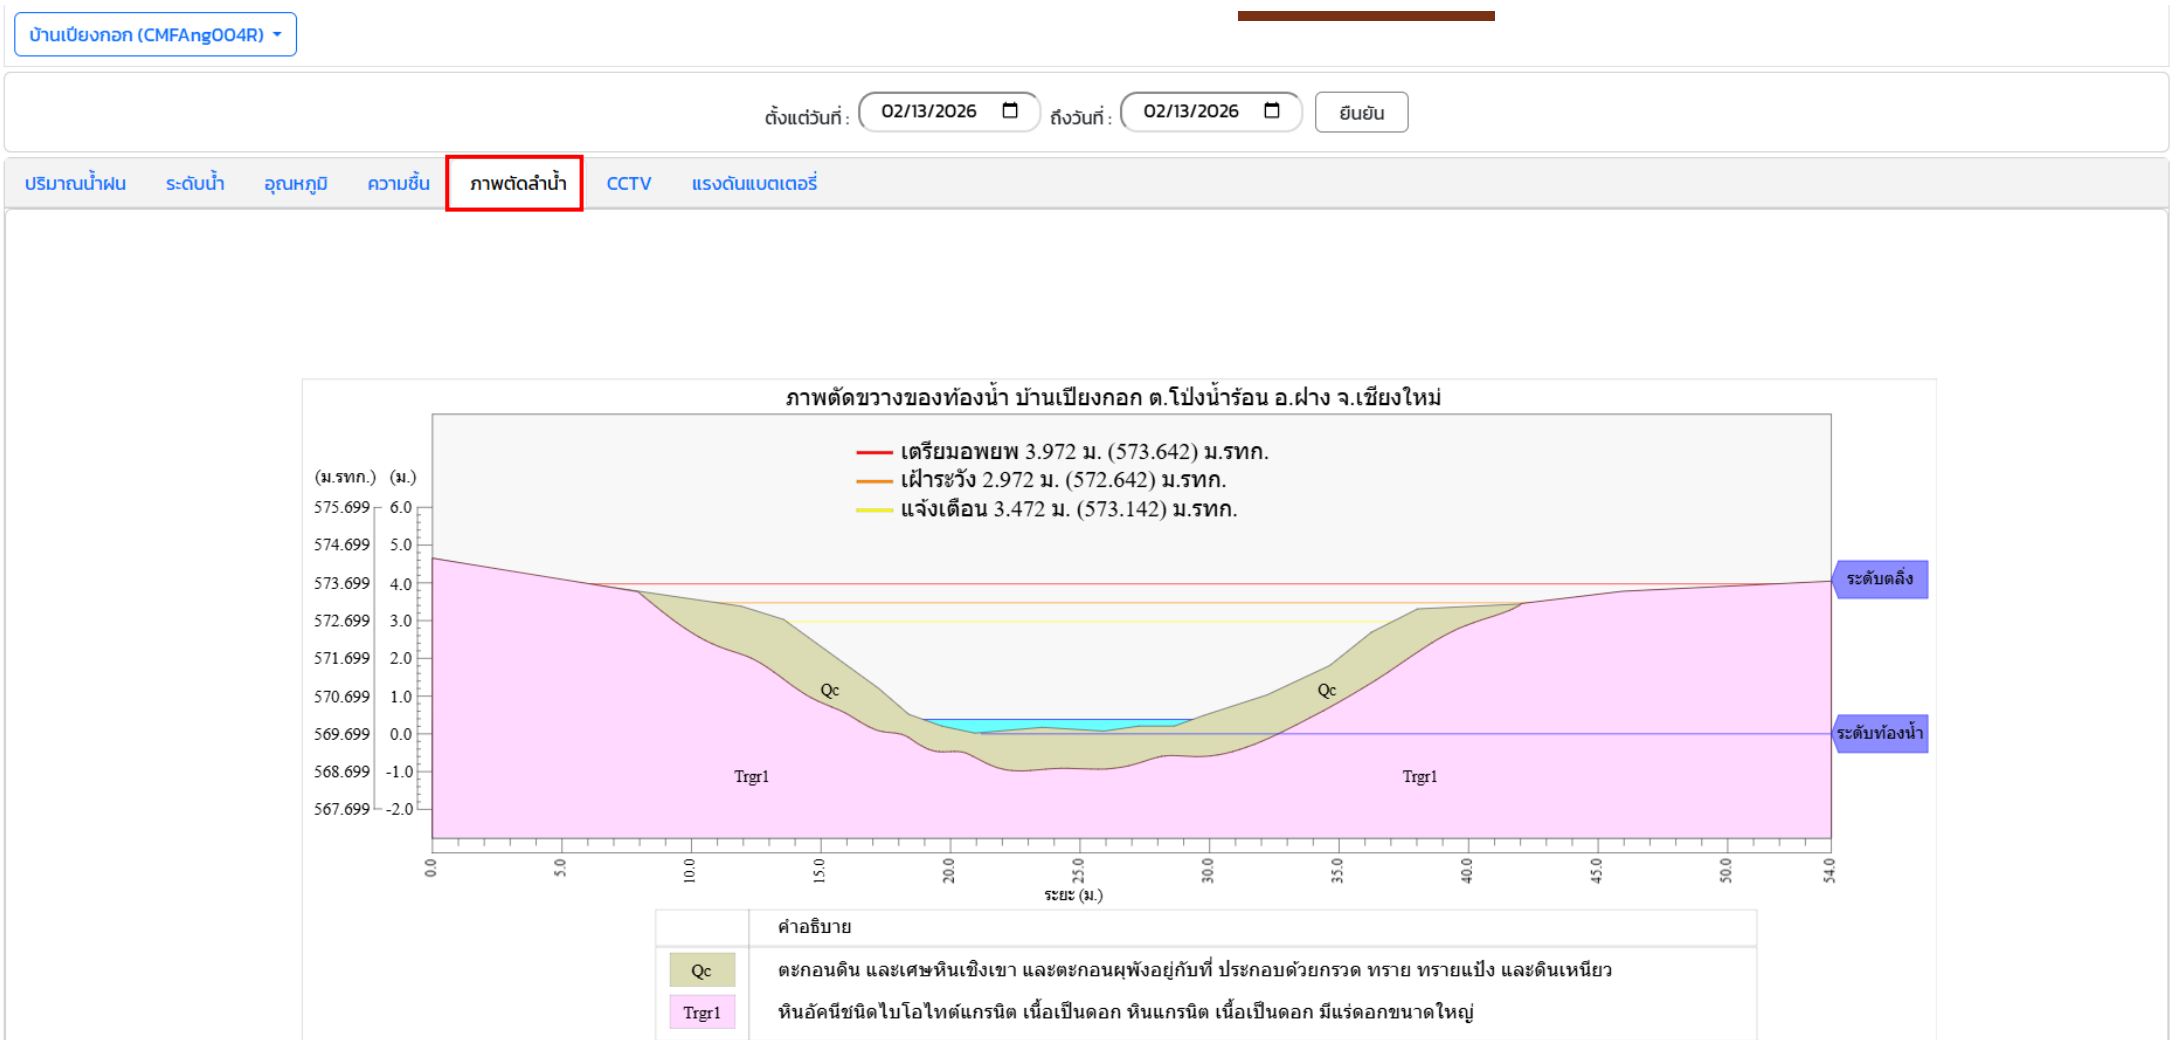 บ้านเปียงกอก (CMFAng004R)
ตั้งแต่วันที่ : 02/13/2026 ถึงวันที่ : 02/13/2026 ยืนยัน
ปริมาณน้ำฝน ระดับน้ำ อุณหภูมิ ความชื้น ภาพตัดลำน้ำ CCTV แรงดันแบตเตอรี่
ภาพตัดขวางของท้องน้ำ บ้านเปียงกอก ต.โป่งน้ำร้อน อ.ฝาง จ.เชียงใหม่
เตรียมอพยพ 3.972 ม. (573.642) ม.รทก.
เฝ้าระวัง 2.972 ม. (572.642) ม.รทก.
แจ้งเตือน 3.472 ม. (573.142) ม.รทก.
(ม.รทก.) (ม.)
575.699 6.0
574.699 5.0
573.699 4.0
572.699 3.0
571.699 2.0
570.699 1.0
569.699 0.0
568.699 -1.0
567.699 -2.0
ระดับตลิ่ง
Qc Qc
ระดับท้องน้ำ
Trgr1 Trgr1
0.0 5.0 10.0 15.0 20.0 25.0 30.0 35.0 40.0 45.0 50.0 54.0
ระยะ (ม.)
คำอธิบาย
Qc ตะกอนดิน และเศษหินเชิงเขา และตะกอนผุพังอยู่กับที่ ประกอบด้วยกรวด ทราย ทรายแป้ง และดินเหนียว
Trgr1 หินอัคนีชนิดไบโอไทต์แกรนิต เนื้อเป็นดอก หินแกรนิต เนื้อเป็นดอก มีแร่ดอกขนาดใหญ่